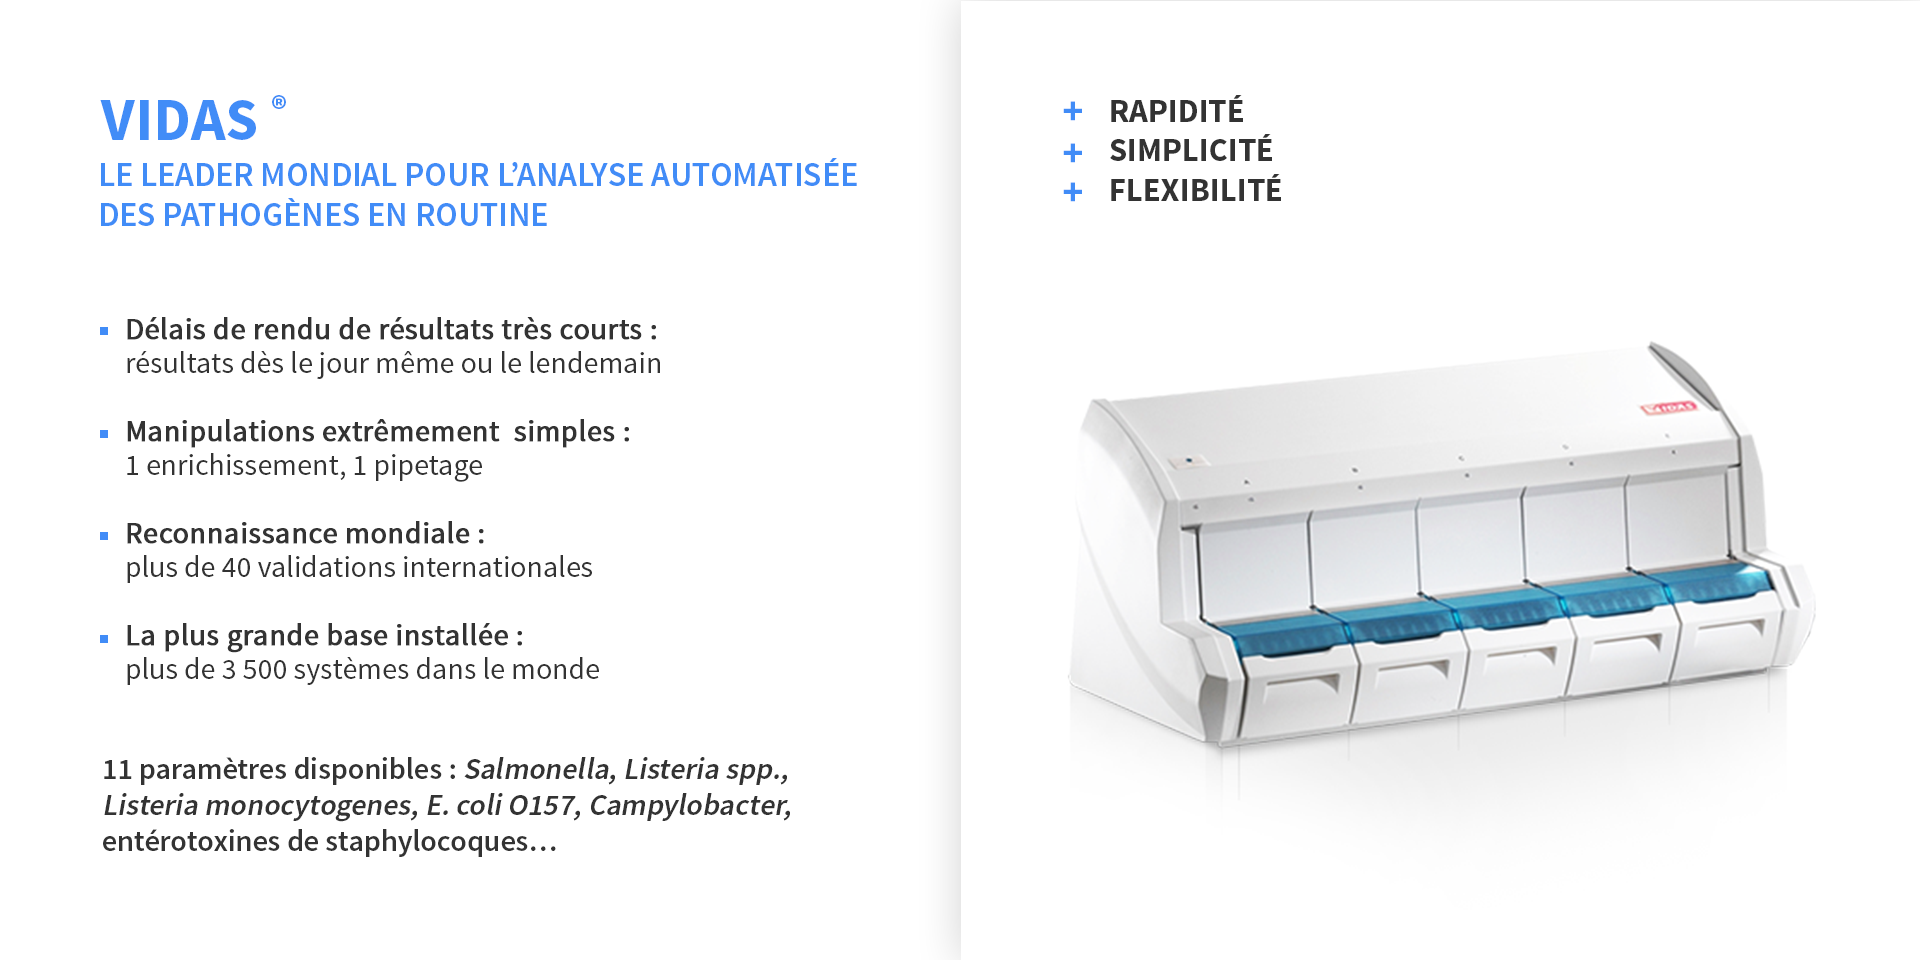 VIDAS ®
LE LEADER MONDIAL POUR L’ANALYSE AUTOMATISÉE
DES PATHOGÈNES EN ROUTINE
Délais de rendu de résultats très courts :
résultats dès le jour même ou le lendemain
Manipulations extrêmement  simples :
1 enrichissement, 1 pipetage
Reconnaissance mondiale :
plus de 40 validations internationales
La plus grande base installée :
plus de 3 500 systèmes dans le monde
11 paramètres disponibles : Salmonella, Listeria spp.,
Listeria monocytogenes, E. coli O157, Campylobacter,
entérotoxines de staphylocoques…
+ RAPIDITÉ
+ SIMPLICITÉ
+ FLEXIBILITÉ
VIDAS